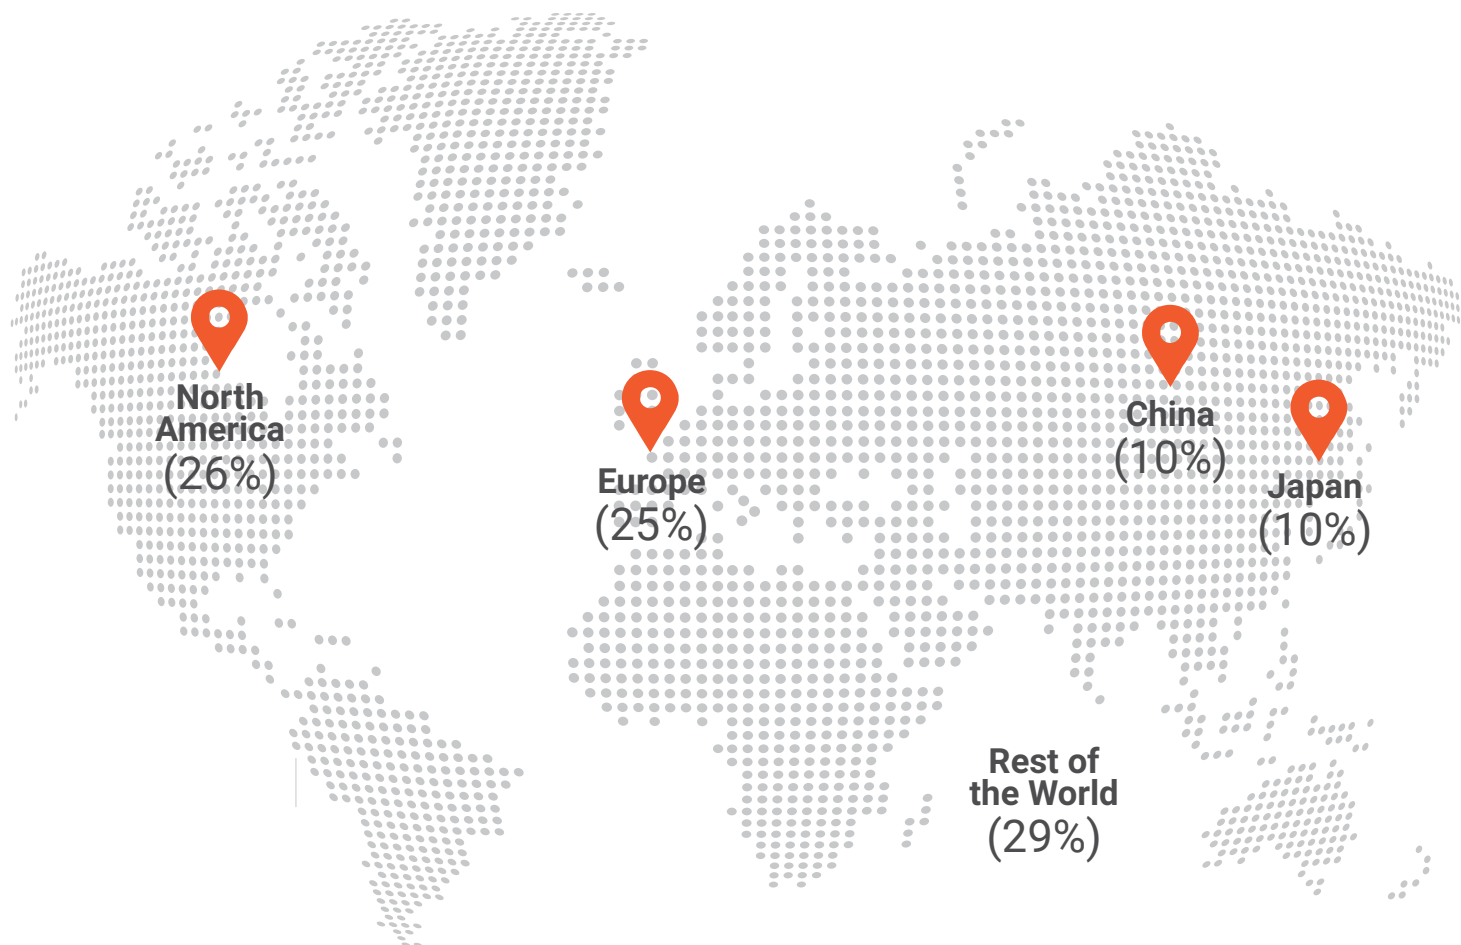 North
America
(26%)
Europe
(25%)
China
(10%)
Japan
(10%)
Rest of
the World
(29%)